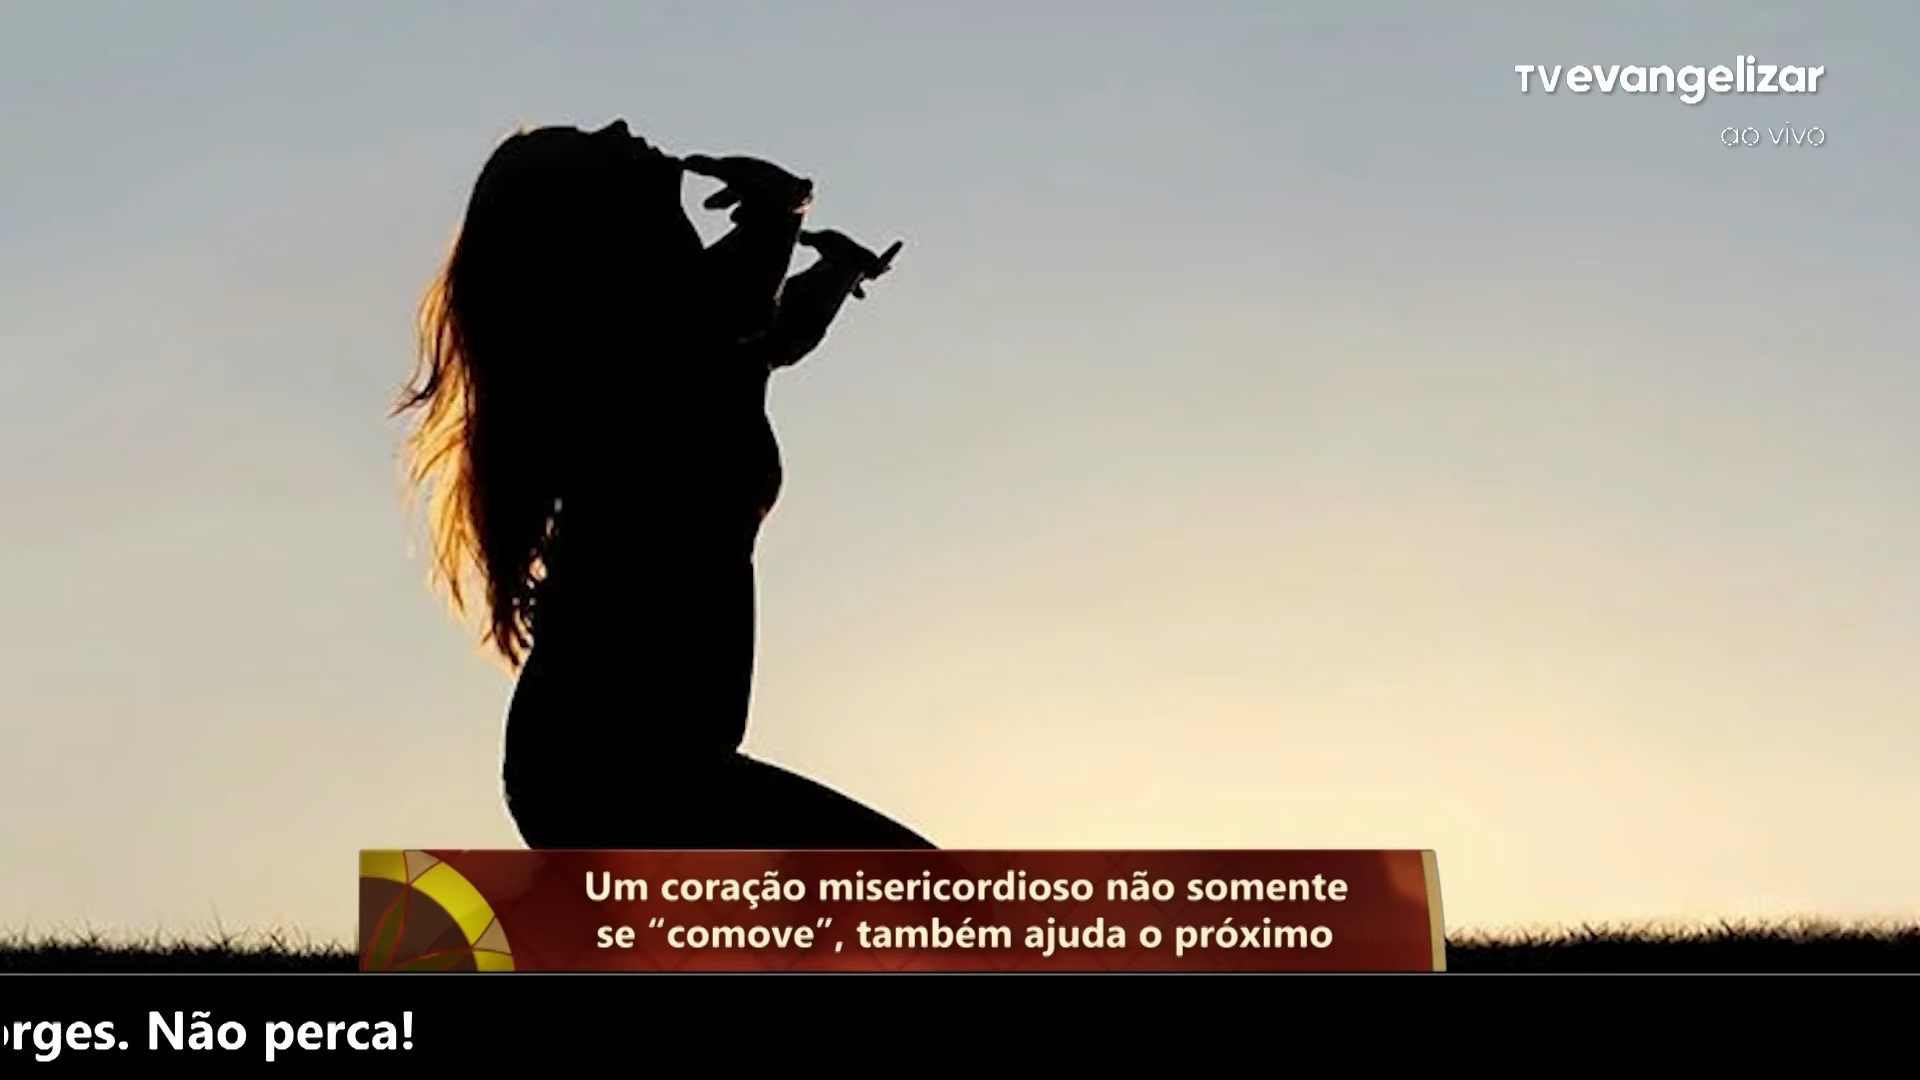 TVevangelizar
ao vivo
Um coração misericordioso não somente
se “comove”, também ajuda o próximo
rges. Não perca!